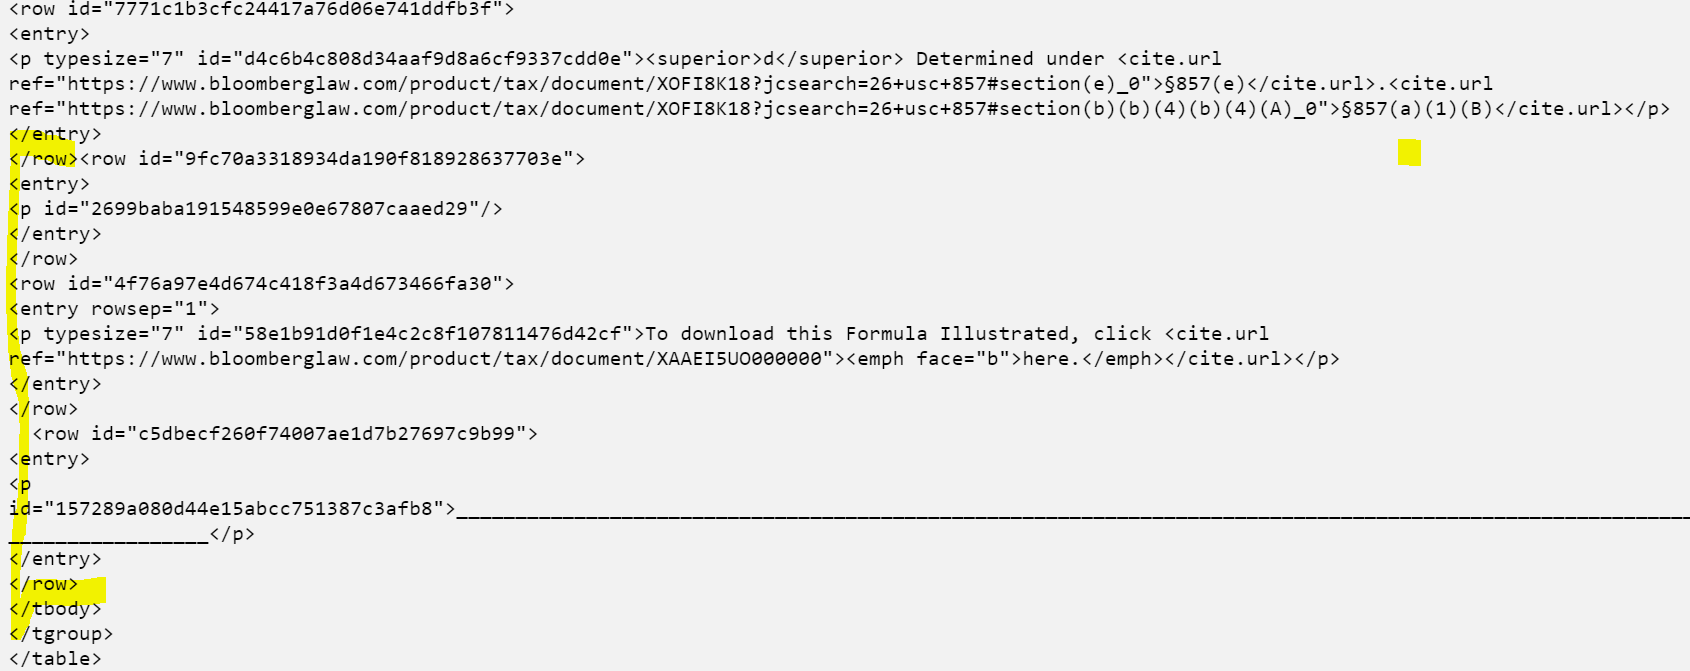 <row id="7771c1b3cfc24417a76d06e741ddfb3f">
<entry>
<p typesize="7" id="d4c6b4c808d34aaf9d8a6cf9337cdd0e"><superior>d</superior> Determined under <cite.url
ref="https://www.bloomberglaw.com/product/tax/document/XOFI8K18?jcsearch=26+usc+857#section(e)_0">§857(e)</cite.url>.<cite.url
ref="https://www.bloomberglaw.com/product/tax/document/XOFI8K18?jcsearch=26+usc+857#section(b)(b)(4)(b)(4)(A)_0">§857(a)(1)(B)</cite.url></p>
</entry>
</row><row id="9fc70a3318934da190f818928637703e">
<entry>
<p id="2699baba191548599e0e67807caaed29"/>
</entry>
</row>
<row id="4f76a97e4d674c418f3a4d673466fa30">
<entry rowsep="1">
<p typesize="7" id="58e1b91d0f1e4c2c8f107811476d42cf">To download this Formula Illustrated, click <cite.url
ref="https://www.bloomberglaw.com/product/tax/document/XAAEI5UO000000"><emph face="b">here.</emph></cite.url></p>
</entry>
</row>
<row id="c5dbecf260f74007ae1d7b27697c9b99">
<entry>
<p
id="157289a080d44e15abcc751387c3afb8">_________________________________________________________________________________________________________
_________________</p>
</entry>
</row>
</tbody>
</tgroup>
</table>